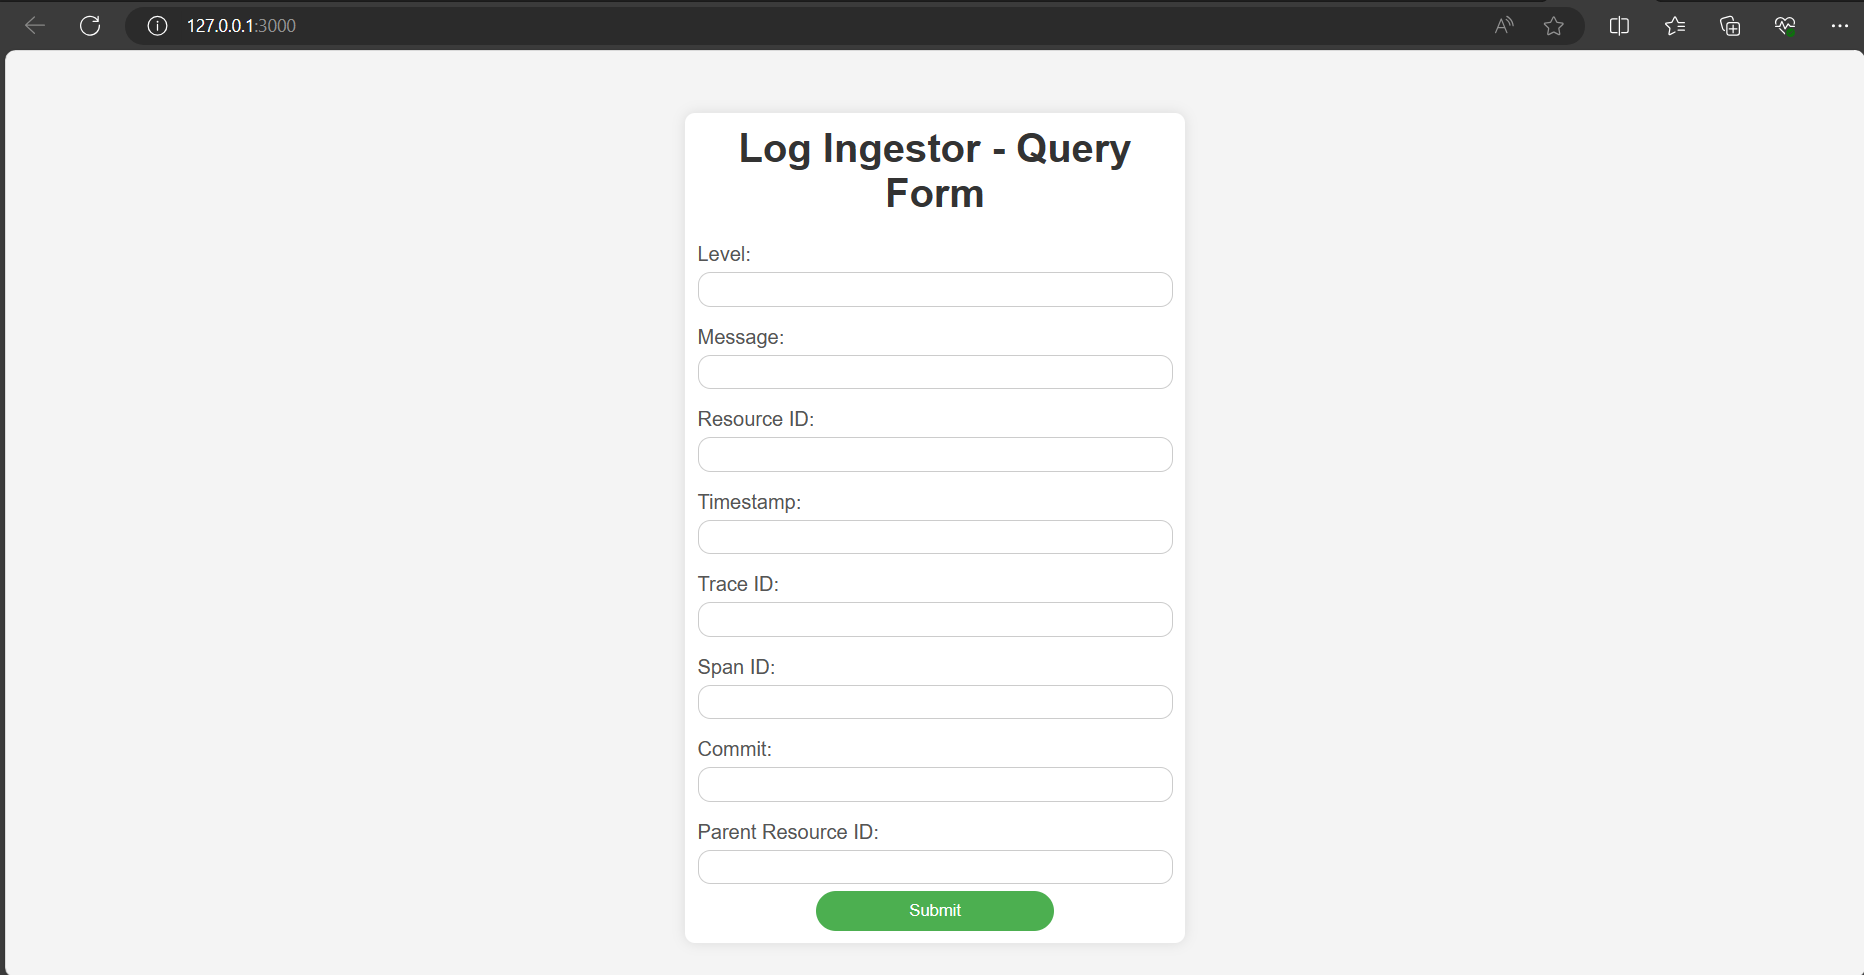 127.0.0.1:3000
Log Ingestor - Query
Form
Level:
Message:
Resource ID:
Timestamp:
Trace ID:
Span ID:
Commit:
Parent Resource ID:
Submit